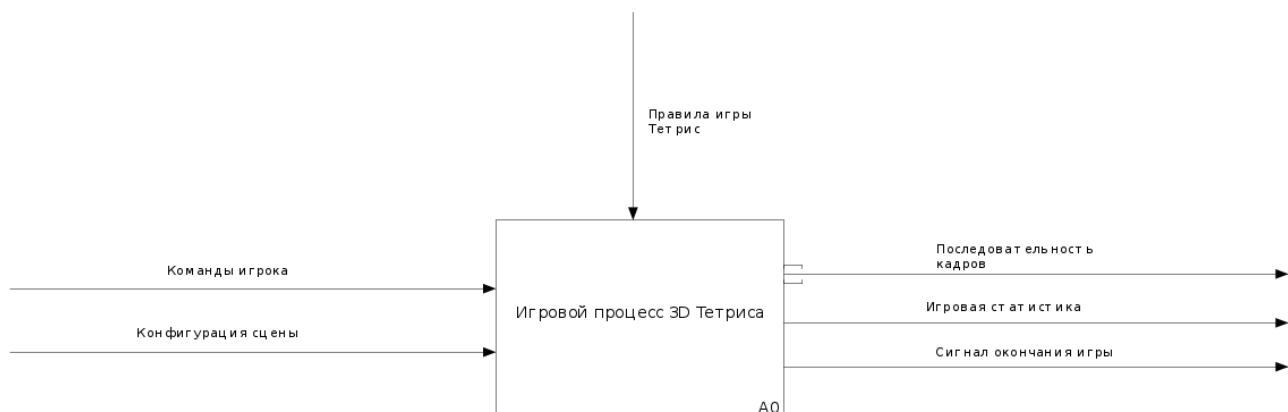 Правила игры
Тетрис
Команды игрока
Конфигурация сцены
Игровой процесс 3D Тетриса
A0
Последовательность
кадров
Игровая статистика
Сигнал окончания игры